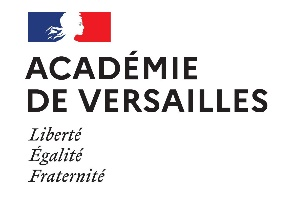 ACADÉMIE
DE VERSAILLES
Liberté
Égalité
Fraternité